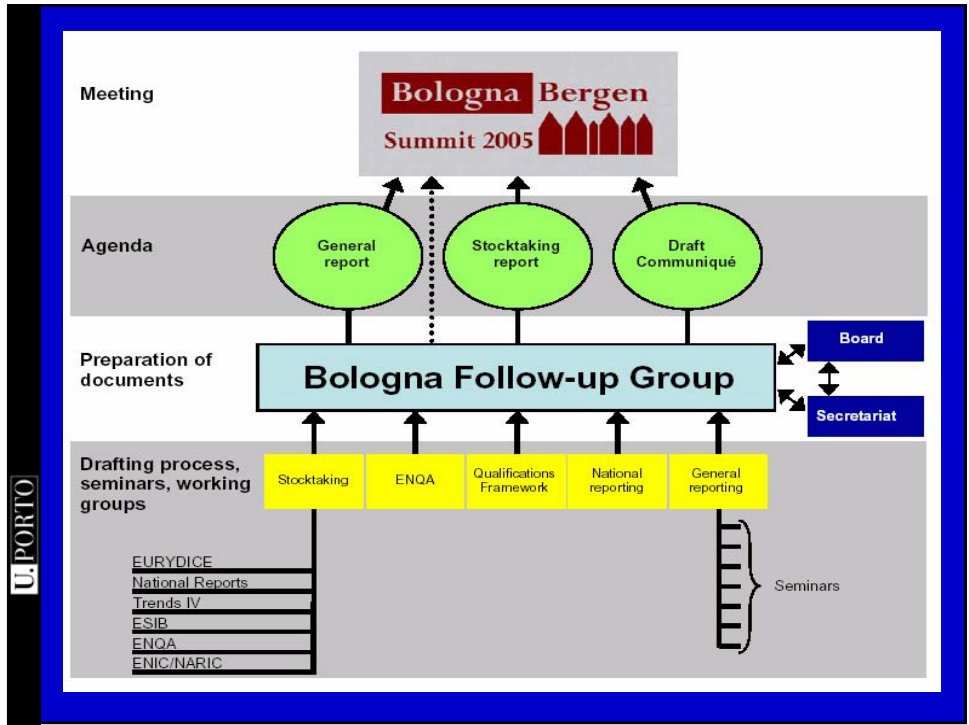 Meeting
Bologna Bergen
Summit 2005
Agenda
General
report
Stocktaking
report
Draft
Communiqué
Preparation of
documents
Bologna Follow-up Group
Board
Secretariat
Drafting process,
seminars, working
groups
Stocktaking
ENQA
Qualifications
Framework
National
reporting
General
reporting
EURYDICE
National Reports
Trends IV
ESIB
ENQA
ENIC/NARIC
Seminars
U.PORTO